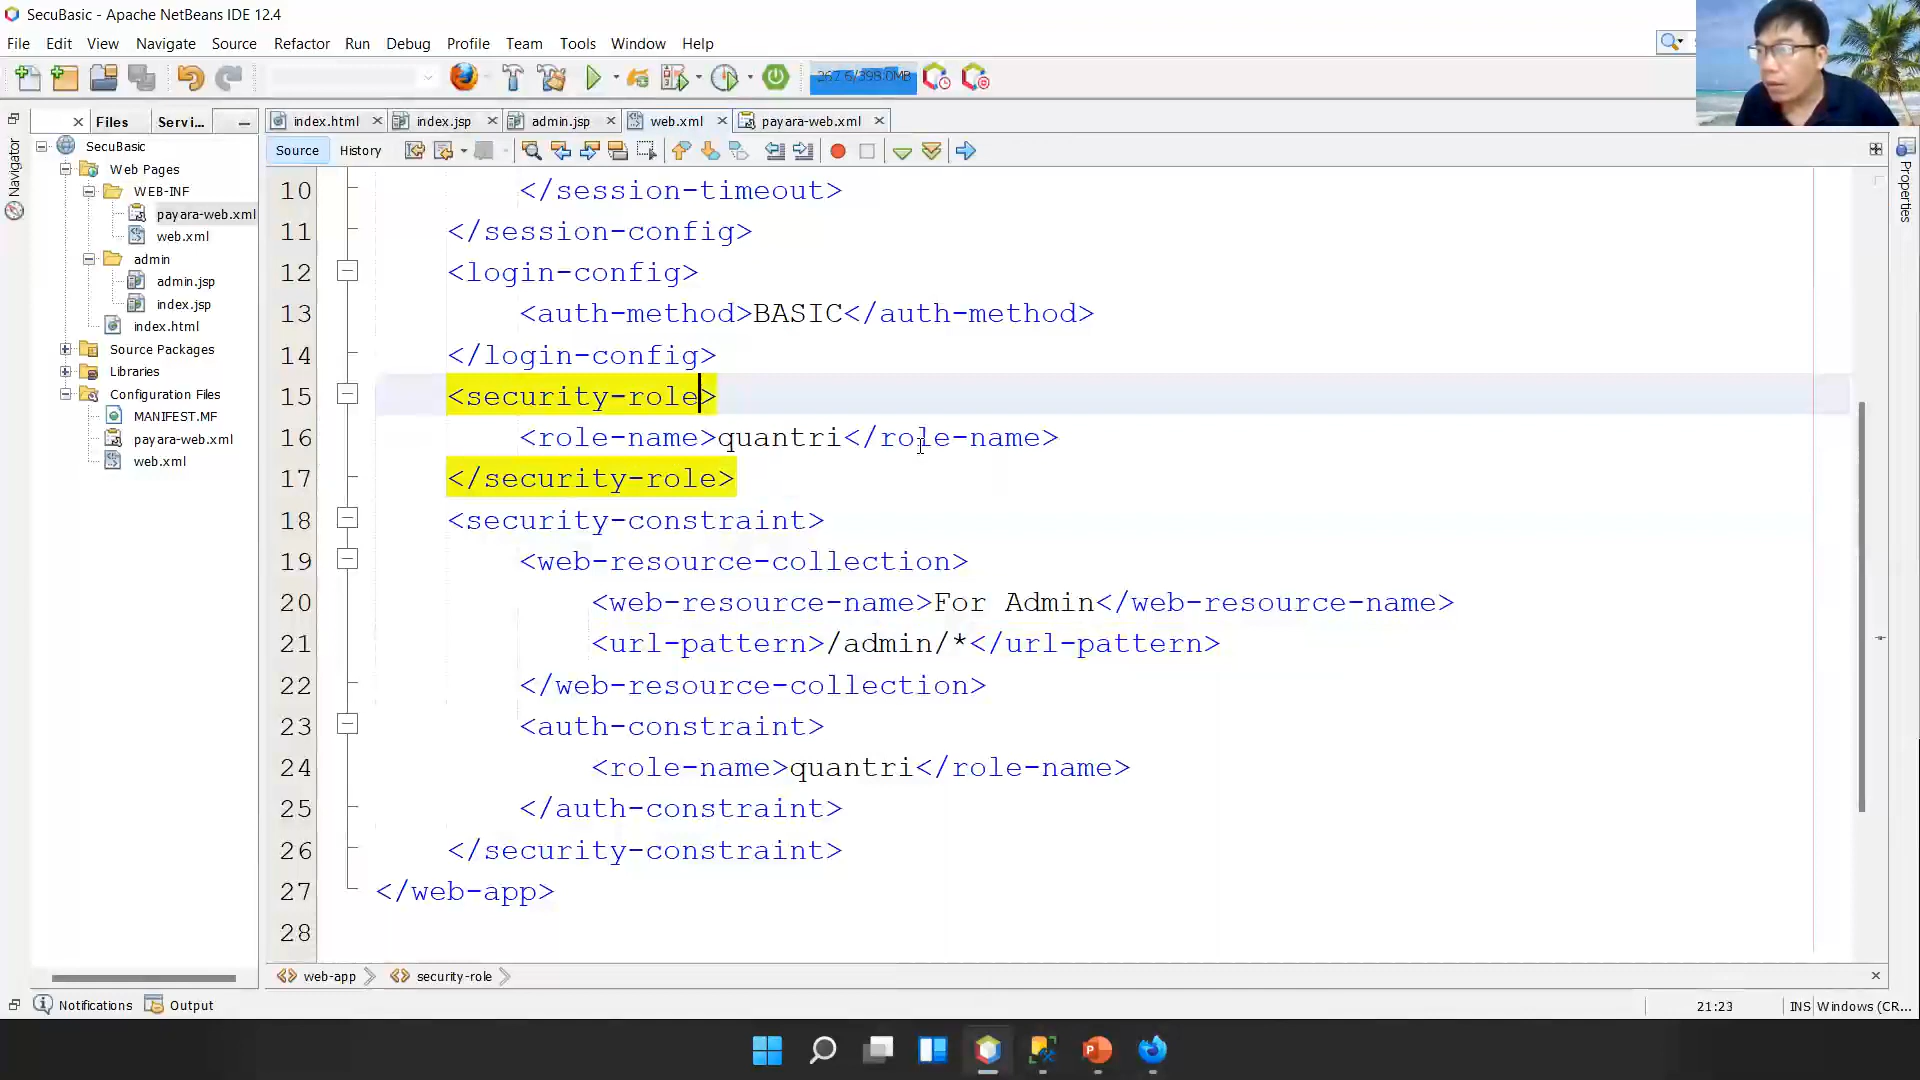 SecuBasic - Apache NetBeans IDE 12.4
File Edit View Navigate Source Refactor Run Debug Profile Team Tools Window Help
Files Servi...
index.html index.jsp admin.jsp web.xml payara-web.xml
Source History
Navigator
Properties
SecuBasic
Web Pages
WEB-INF
payara-web.xml
web.xml
admin
admin.jsp
index.jsp
index.html
Source Packages
Libraries
Configuration Files
MANIFEST.MF
payara-web.xml
web.xml
10 </session-timeout>
11 </session-config>
12 <login-config>
13 <auth-method>BASIC</auth-method>
14 </login-config>
15 <security-role>
16 <role-name>quantri</role-name>
17 </security-role>
18 <security-constraint>
19 <web-resource-collection>
20 <web-resource-name>For Admin</web-resource-name>
21 <url-pattern>/admin/*</url-pattern>
22 </web-resource-collection>
23 <auth-constraint>
24 <role-name>quantri</role-name>
25 </auth-constraint>
26 </security-constraint>
27 </web-app>
28
web-app security-role
Notifications Output
21:23 INS Windows (CR...